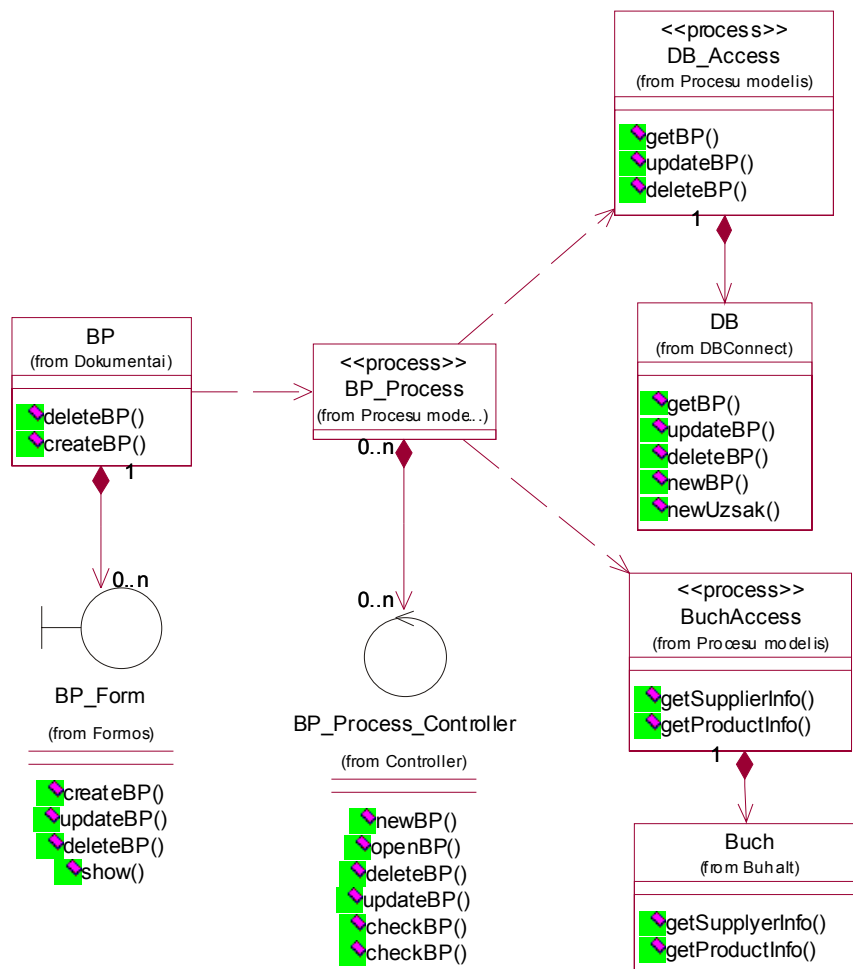 <<process>>
DB_Access
(from Procesu modelis)
getBP()
updateBP()
deleteBP()
1
DB
(from DBConnect)
getBP()
updateBP()
deleteBP()
newBP()
newUzsak()
BP
(from Dokumentai)
deleteBP()
createBP()
1
0..n
BP_Form
(from Formos)
createBP()
updateBP()
deleteBP()
show()
<<process>>
BP_Process
(from Procesu mode...)
0..n
0..n
BP_Process_Controller
(from Controller)
newBP()
openBP()
deleteBP()
updateBP()
checkBP()
checkBP()
<<process>>
BuchAccess
(from Procesu modelis)
getSupplierInfo()
getProductInfo()
1
Buch
(from Buhalt)
getSupplyerInfo()
getProductInfo()